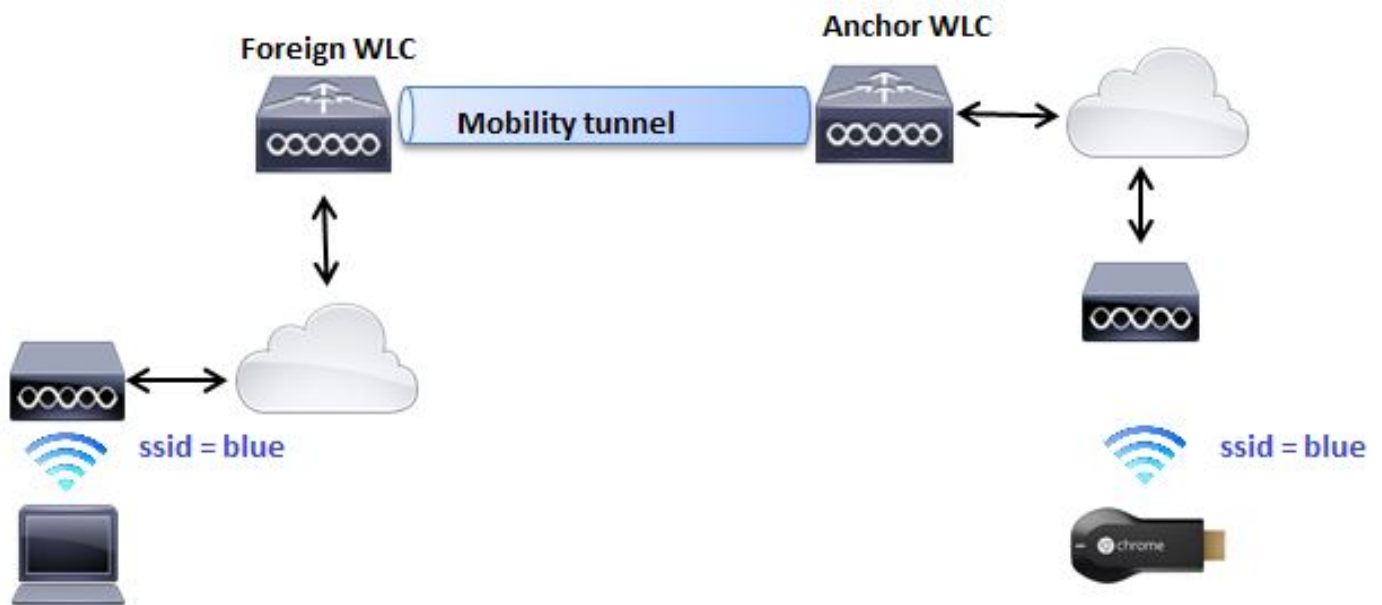 Foreign WLC
Anchor WLC
Mobility tunnel
ssid = blue
ssid = blue
chrome